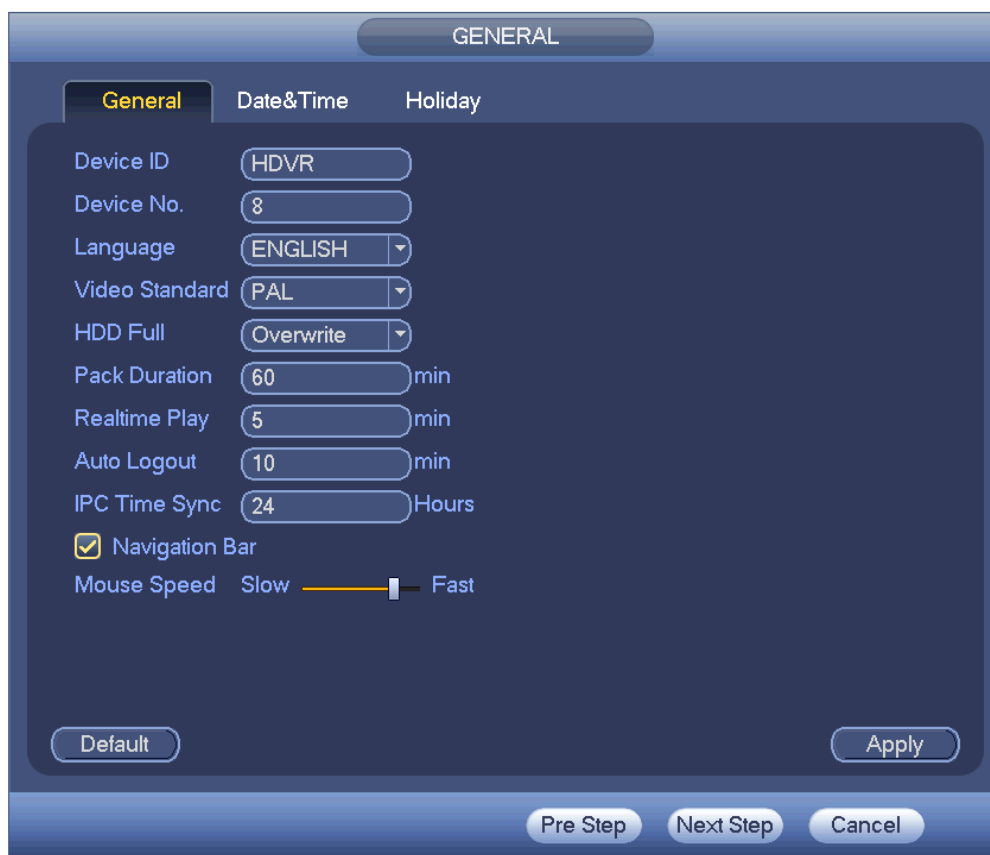 GENERAL
General Date&Time Holiday
Device ID HDVR
Device No. 8
Language ENGLISH
Video Standard PAL
HDD Full Overwrite
Pack Duration 60 min
Realtime Play 5 min
Auto Logout 10 min
IPC Time Sync 24 Hours
Navigation Bar
Mouse Speed Slow Fast
Default Apply
Pre Step Next Step Cancel